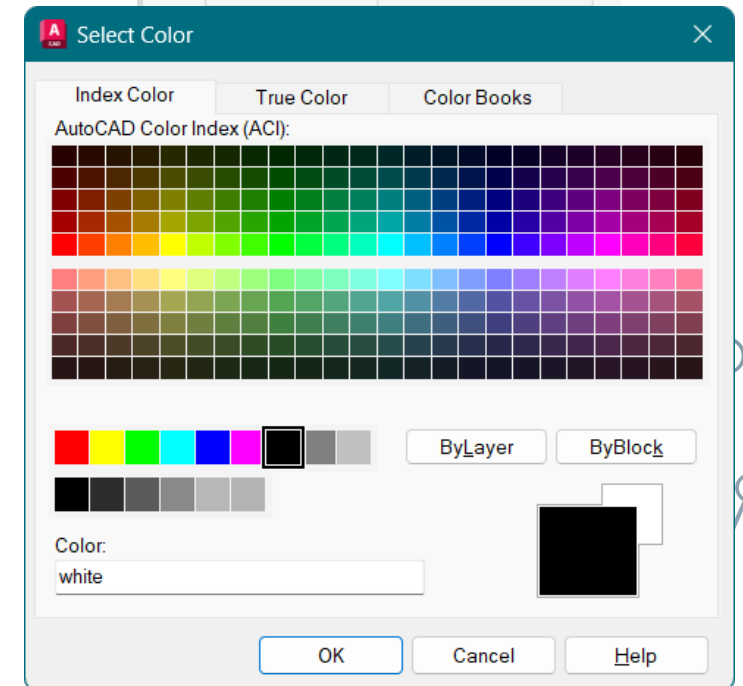 A
CAD
Select Color
Index Color
True Color
Color Books
AutoCAD Color Index (ACI):
ByLayer
ByBlock
Color:
white
OK
Cancel
Help